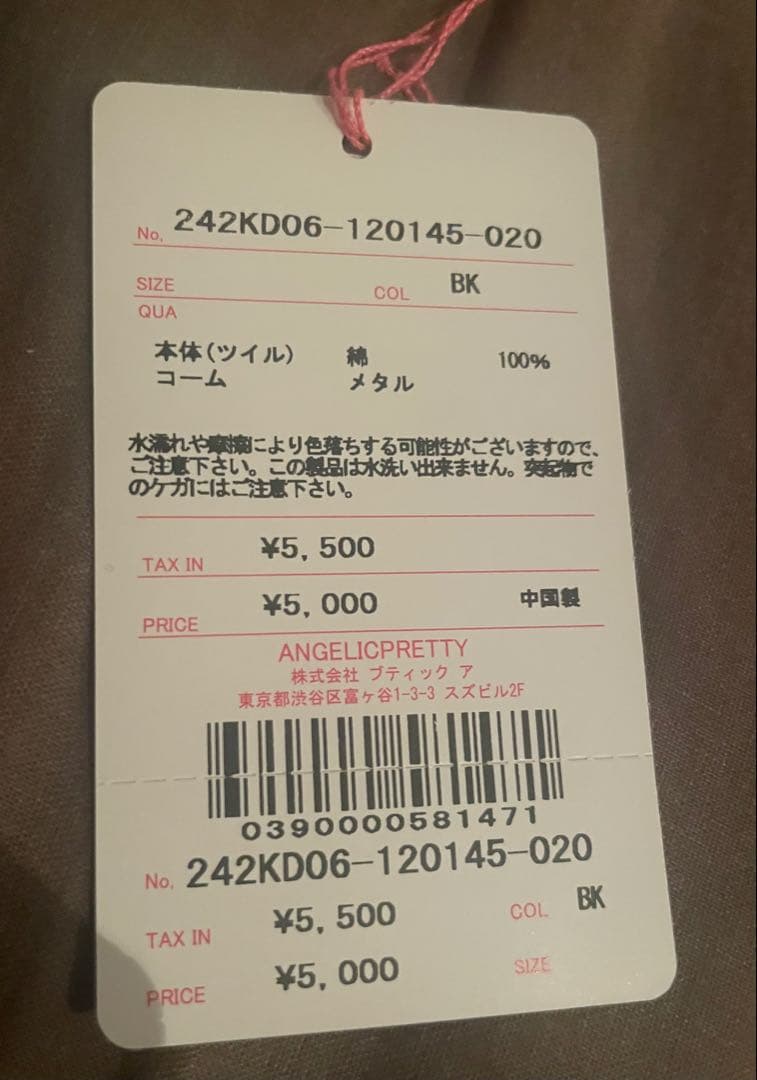 No. 242KD06-120145-020
SIZE COL BK
QUA
本体(ツイル) 綿 100%
コーム メタル
水濡れや摩擦により色落ちする可能性がございますので、
ご注意下さい。この製品は水洗い出来ません。突起物で
のケガにはご注意下さい。
TAX IN ¥5,500
PRICE ¥5,000 中国製
ANGELICPRETTY
株式会社 ブティック ア
東京都渋谷区富ヶ谷1-3-3 スズビル2F
0390000581471
No. 242KD06-120145-020
TAX IN ¥5,500 COL BK
PRICE ¥5,000 SIZE